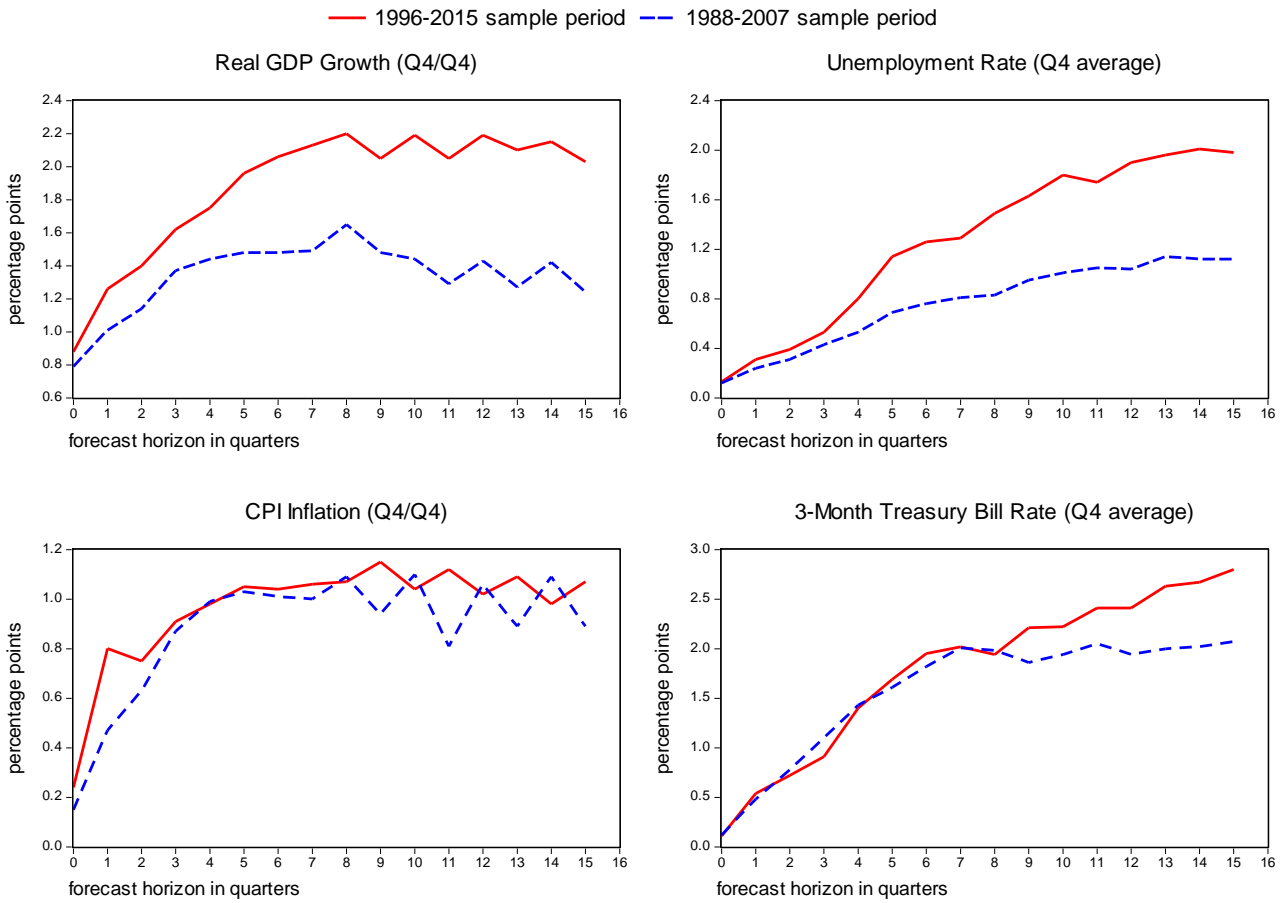 1996-2015 sample period 1988-2007 sample period
Real GDP Growth (Q4/Q4)
percentage points
2.4
2.2
2.0
1.8
1.6
1.4
1.2
1.0
0.8
0.6
0 1 2 3 4 5 6 7 8 9 10 11 12 13 14 15 16
forecast horizon in quarters
Unemployment Rate (Q4 average)
percentage points
2.4
2.0
1.6
1.2
0.8
0.4
0.0
0 1 2 3 4 5 6 7 8 9 10 11 12 13 14 15 16
forecast horizon in quarters
CPI Inflation (Q4/Q4)
percentage points
1.2
1.0
0.8
0.6
0.4
0.2
0.0
0 1 2 3 4 5 6 7 8 9 10 11 12 13 14 15 16
forecast horizon in quarters
3-Month Treasury Bill Rate (Q4 average)
percentage points
3.0
2.5
2.0
1.5
1.0
0.5
0.0
0 1 2 3 4 5 6 7 8 9 10 11 12 13 14 15 16
forecast horizon in quarters